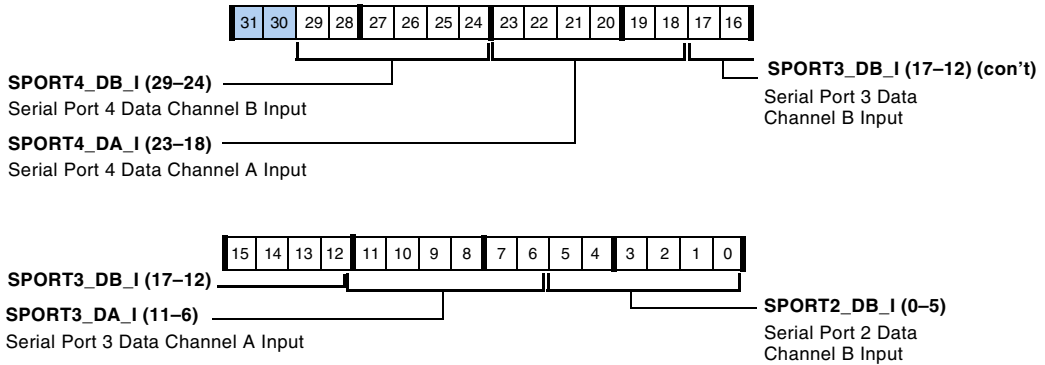 31 30 29 28 27 26 25 24 23 22 21 20 19 18 17 16
SPORT4_DB_I (29–24)
Serial Port 4 Data Channel B Input
SPORT4_DA_I (23–18)
Serial Port 4 Data Channel A Input
SPORT3_DB_I (17–12) (con't)
Serial Port 3 Data
Channel B Input
15 14 13 12 11 10 9 8 7 6 5 4 3 2 1 0
SPORT3_DB_I (17–12)
SPORT3_DA_I (11–6)
Serial Port 3 Data Channel A Input
SPORT2_DB_I (0–5)
Serial Port 2 Data
Channel B Input